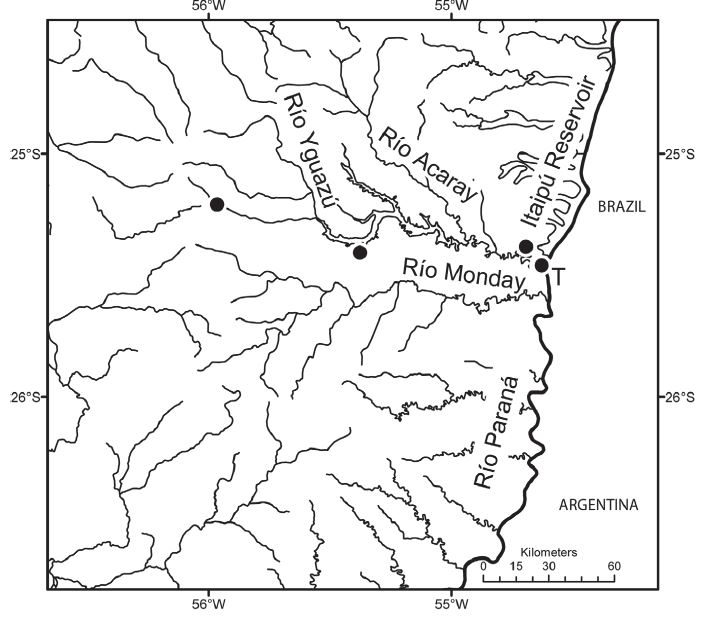 56°W 55°W
25°S 25°S
Río Yguazú
Río Acaray
Itaipú Reservoir
BRAZIL
Río Monday
T
26°S 26°S
Río Paraná
ARGENTINA
Kilometers
0 15 30 60
56°W 55°W